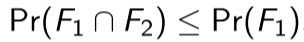 Pr(F₁ ∩ F₂) ≤ Pr(F₁)